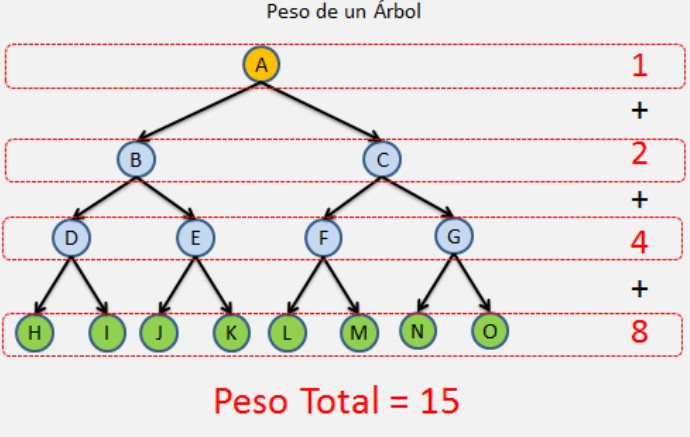 Peso de un Árbol
A 1
+
B C 2
+
D E F G 4
+
H I J K L M N O 8
Peso Total = 15